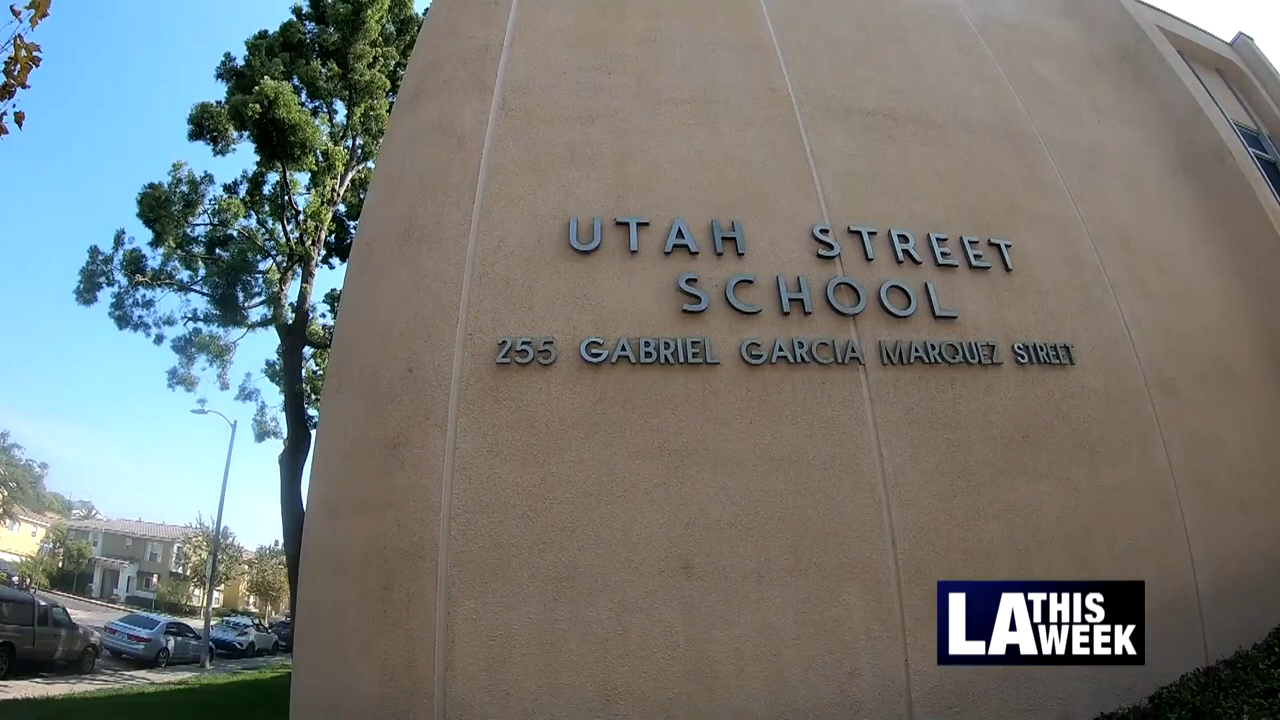 UTAH STREET
SCHOOL
255 GABRIEL GARCIA MARQUEZ STREET
LA THIS
WEEK